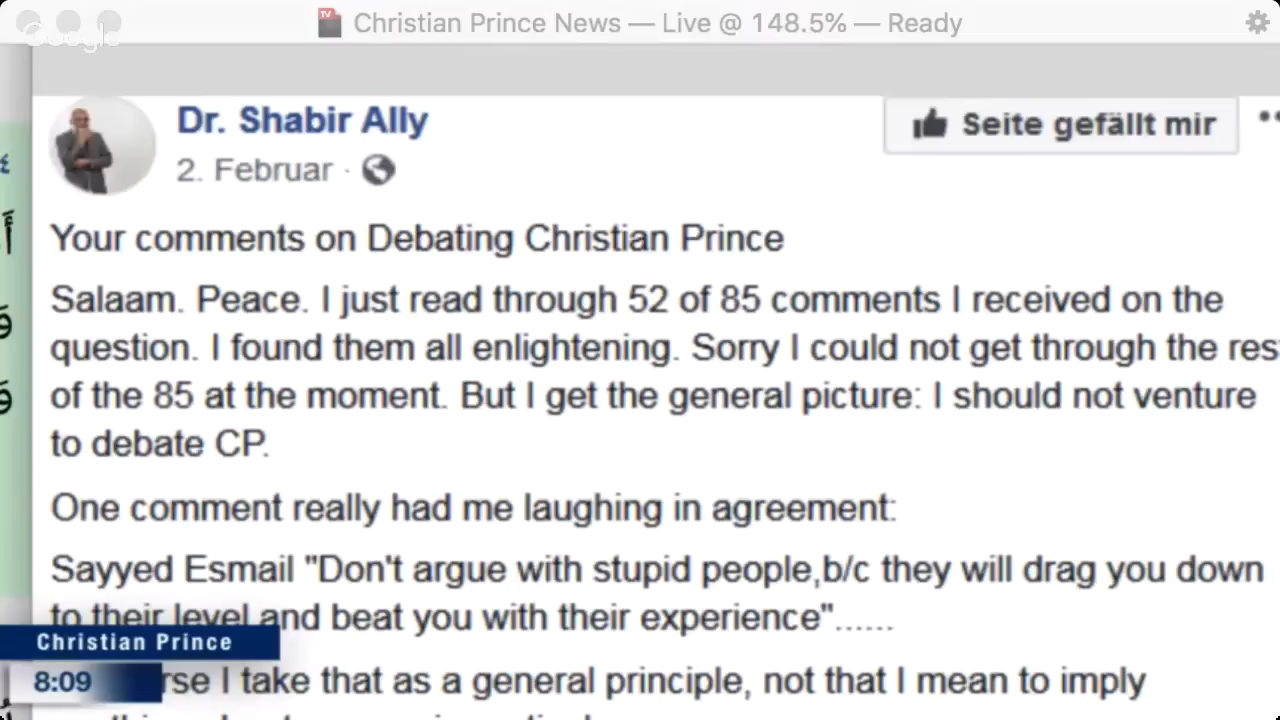 Christian Prince News — Live @ 148.5% — Ready
Google
Dr. Shabir Ally
Seite gefällt mir
2. Februar ·
Your comments on Debating Christian Prince
Salaam. Peace. I just read through 52 of 85 comments I received on the
question. I found them all enlightening. Sorry I could not get through the
of the 85 at the moment. But I get the general picture: I should not venture
to debate CP.
One comment really had me laughing in agreement:
Sayyed Esmail "Don't argue with stupid people,b/c they will drag you down
to their level and beat you with their experience"......
Christian Prince
8:09
I take that as a general principle, not that I mean to imply